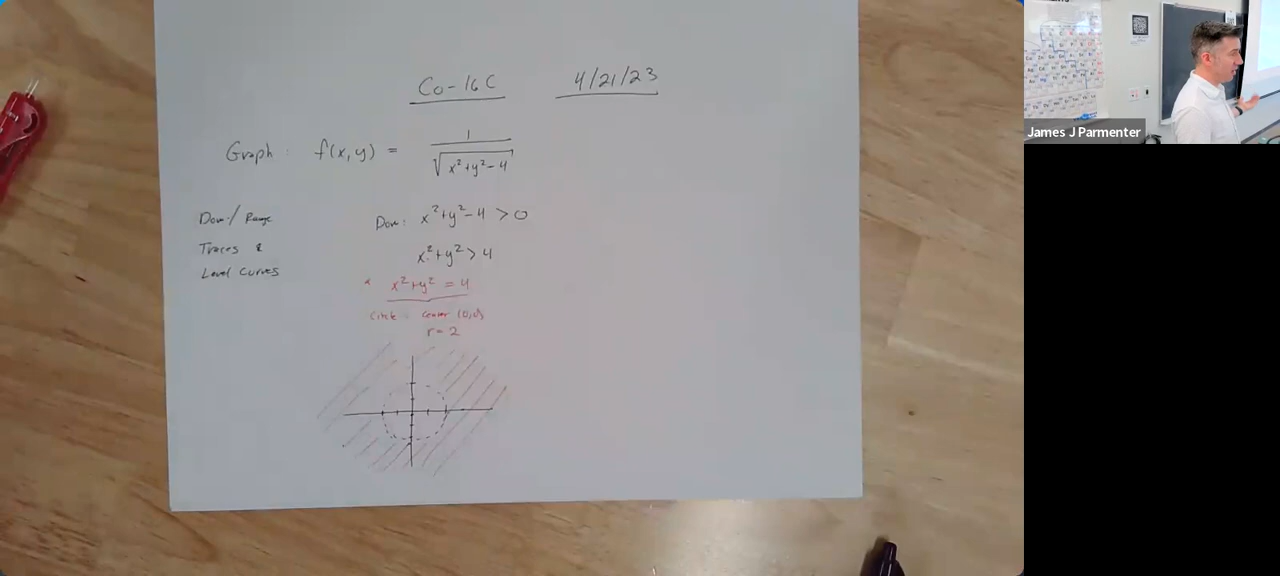 Co-16C 4/21/23
Graph: f(x,y) = 1/√(x²+y²-4)
Dom/Range
Traces &
Level Curves
Dom: x²+y²-4 > 0
x²+y² > 4
* x²+y² = 4
Circle: Center (0,0)
r = 2
James J Parmenter